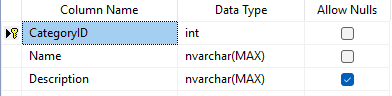 Column Name Data Type Allow Nulls
CategoryID int
Name nvarchar(MAX)
Description nvarchar(MAX)